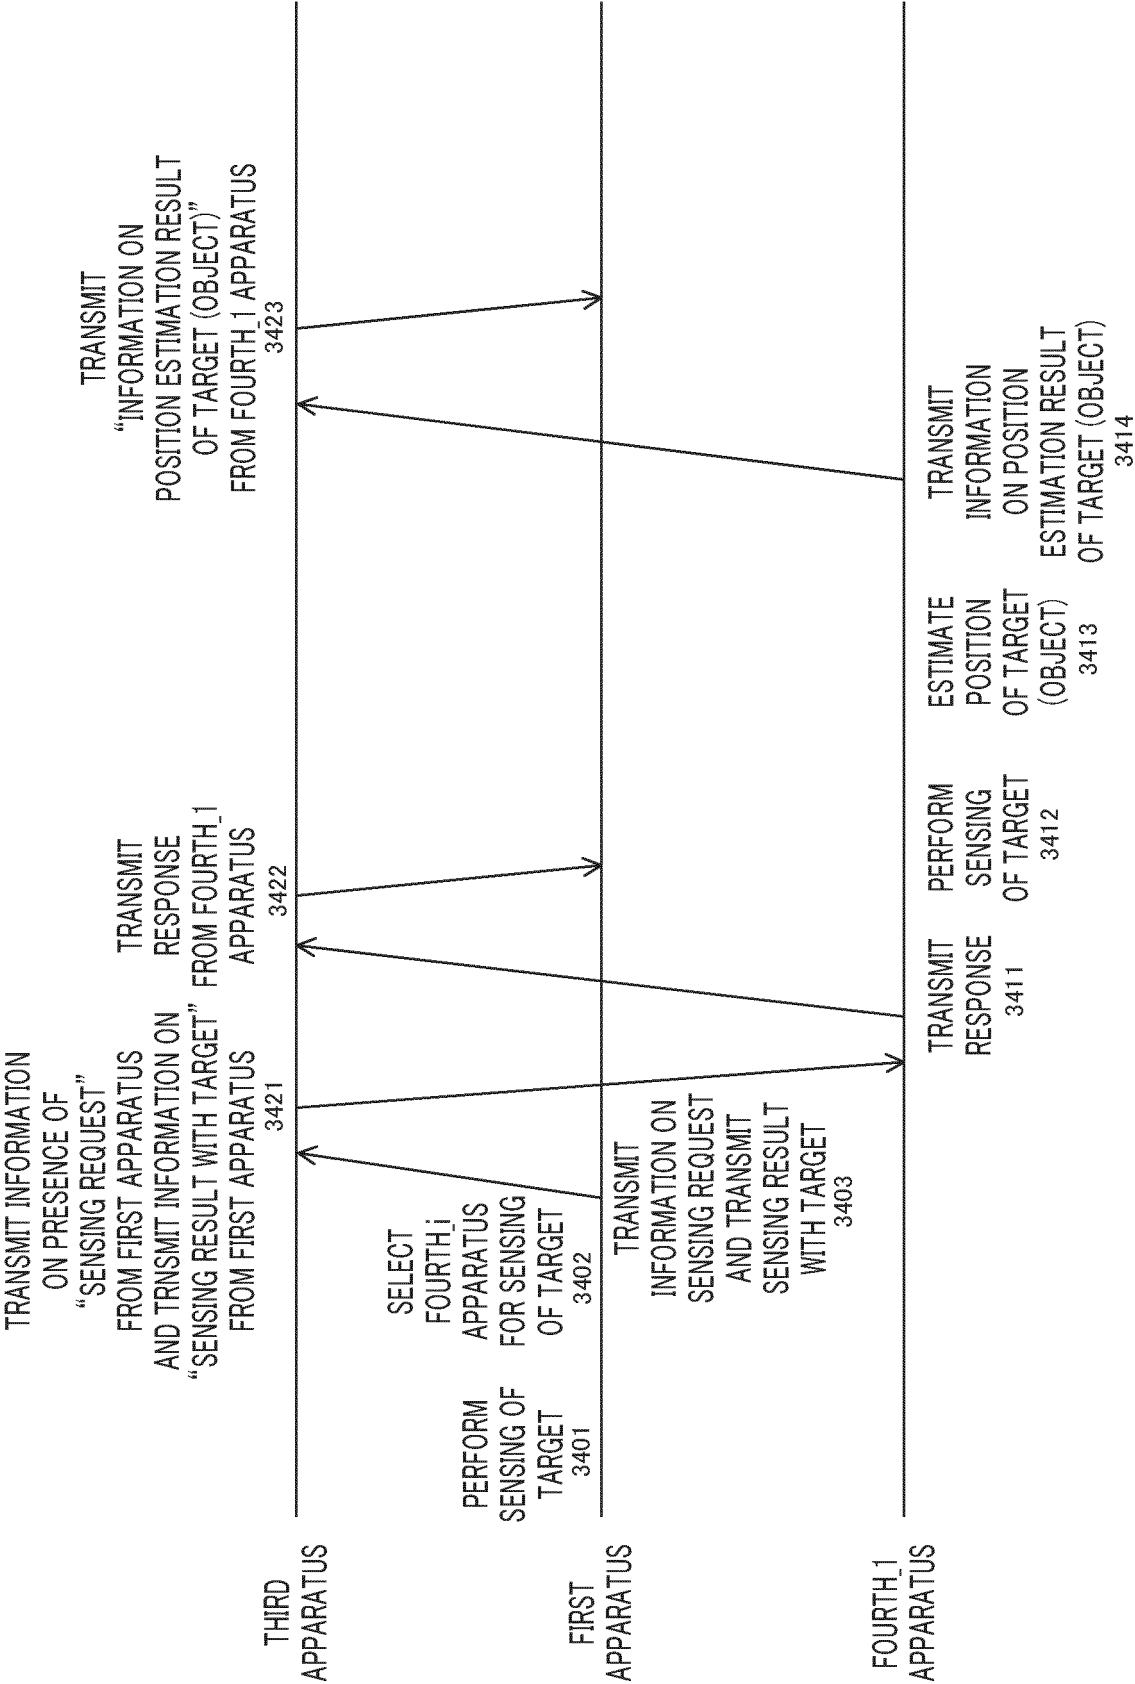 TRANSMIT INFORMATION
ON PRESENCE OF
“SENSING REQUEST”
FROM FIRST APPARATUS
AND TRNSMIT INFORMATION ON
“SENSING RESULT WITH TARGET”
FROM FIRST APPARATUS
3421
TRANSMIT
RESPONSE
FROM FOURTH_1
APPARATUS
3422
TRANSMIT
“INFORMATION ON
POSITION ESTIMATION RESULT
OF TARGET (OBJECT)”
FROM FOURTH_1 APPARATUS
3423
THIRD
APPARATUS
PERFORM
SENSING OF
TARGET
3401
SELECT
FOURTH_i
APPARATUS
FOR SENSING
OF TARGET
3402
FIRST
APPARATUS
TRANSMIT
INFORMATION ON
SENSING REQUEST
AND TRANSMIT
SENSING RESULT
WITH TARGET
3403
FOURTH_1
APPARATUS
TRANSMIT
RESPONSE
3411
PERFORM
SENSING
OF TARGET
3412
ESTIMATE
POSITION
OF TARGET
(OBJECT)
3413
TRANSMIT
INFORMATION
ON POSITION
ESTIMATION RESULT
OF TARGET (OBJECT)
3414